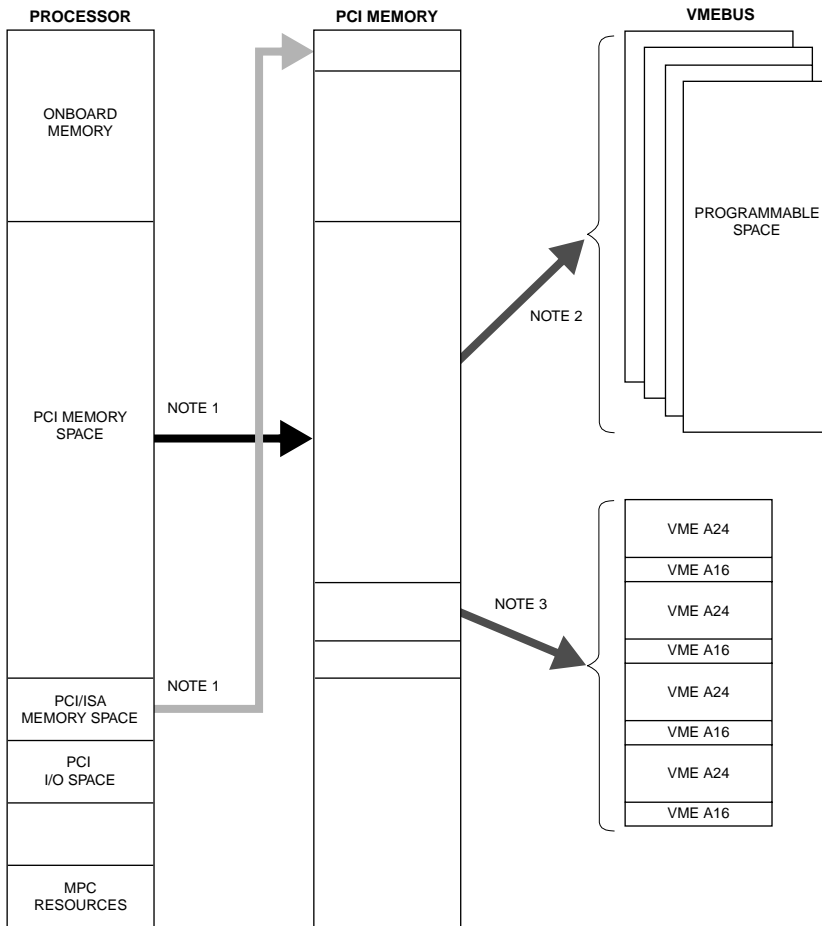 PROCESSOR
PCI MEMORY
VMEBUS
ONBOARD
MEMORY
PROGRAMMABLE
SPACE
NOTE 2
NOTE 1
PCI MEMORY
SPACE
VME A24
VME A16
NOTE 3
VME A24
VME A16
NOTE 1
VME A24
PCI/ISA
MEMORY SPACE
VME A16
PCI
I/O SPACE
VME A24
VME A16
MPC
RESOURCES